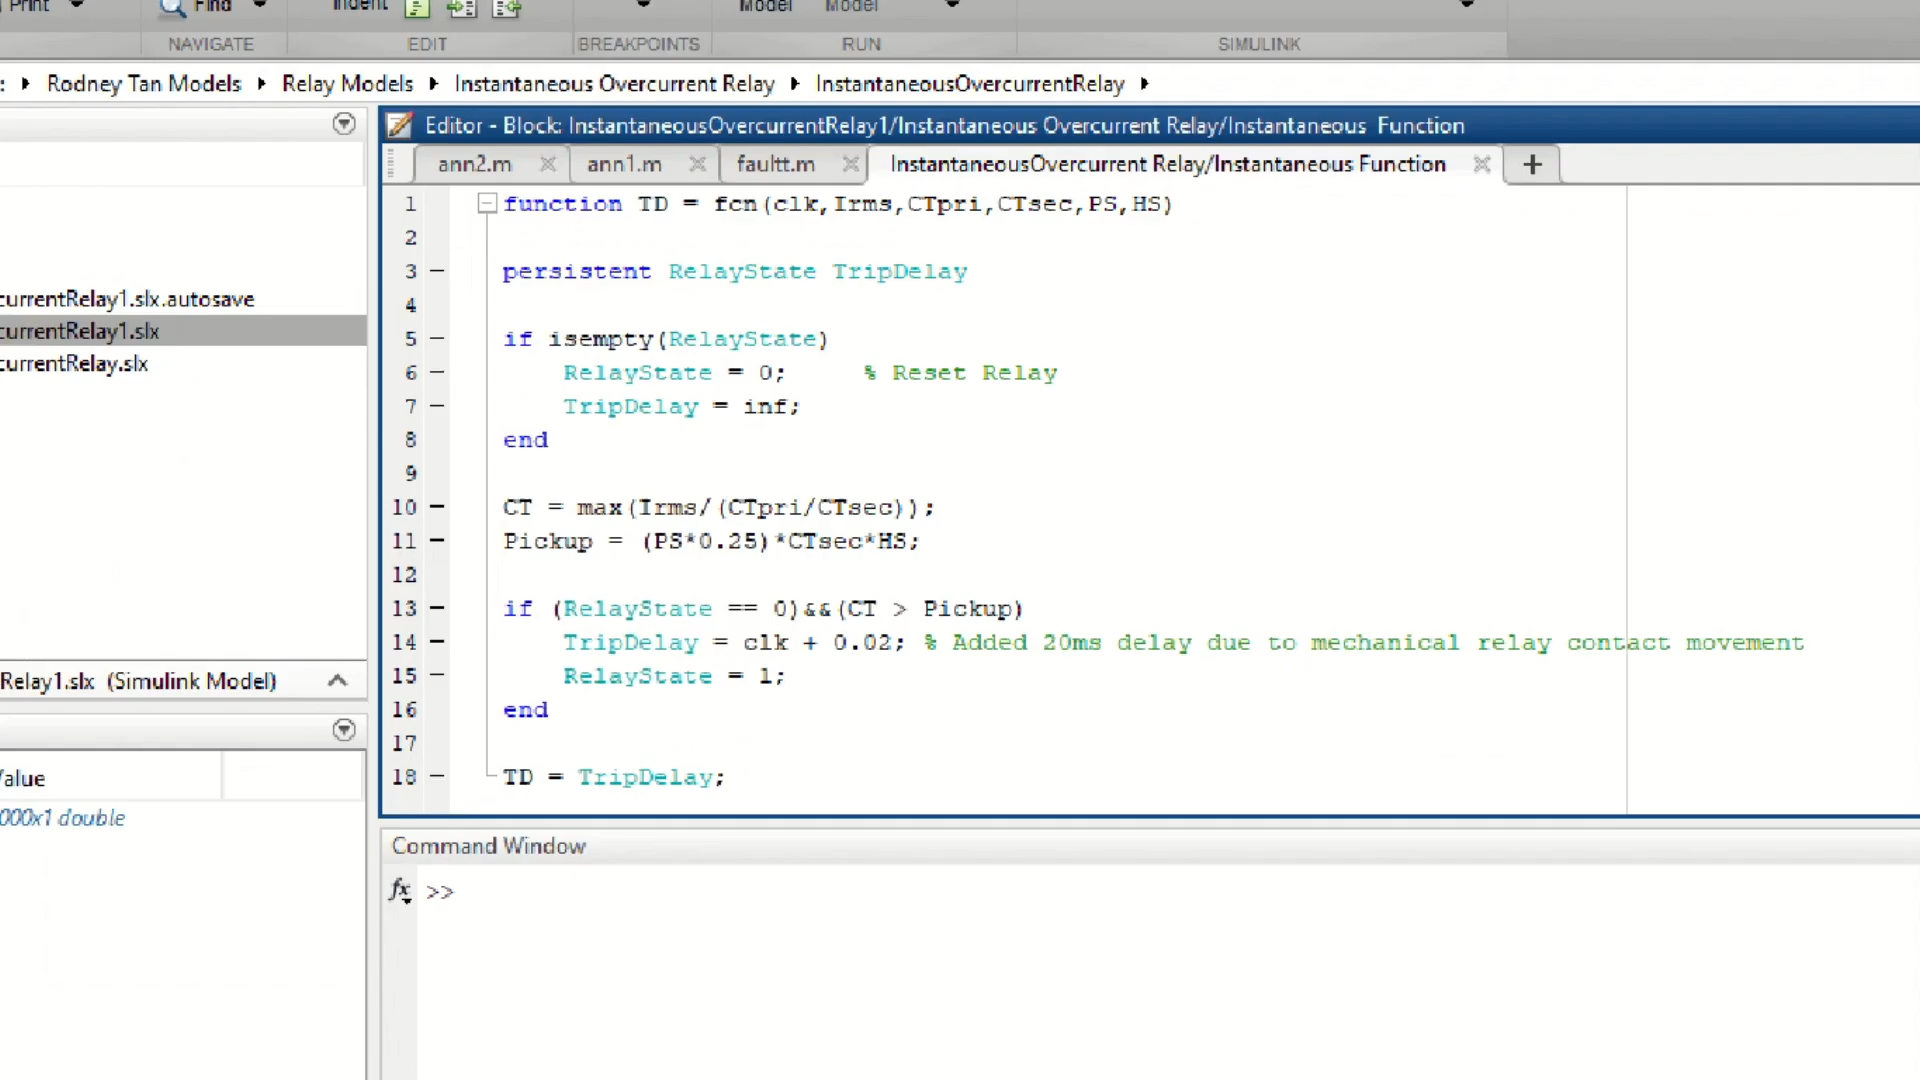 Print Find Indent Model Model
NAVIGATE EDIT BREAKPOINTS RUN SIMULINK
Rodney Tan Models Relay Models Instantaneous Overcurrent Relay InstantaneousOvercurrentRelay
Editor - Block: InstantaneousOvercurrentRelay1/Instantaneous Overcurrent Relay/Instantaneous Function
ann2.m ann1.m faultt.m InstantaneousOvercurrent Relay/Instantaneous Function +
1 function TD = fcn(clk,Irms,CTpri,CTsec,PS,HS)
2
3 persistent RelayState TripDelay
4
5 if isempty(RelayState)
6 RelayState = 0; % Reset Relay
7 TripDelay = inf;
8 end
9
10 CT = max(Irms/(CTpri/CTsec));
11 Pickup = (PS*0.25)*CTsec*HS;
12
13 if (RelayState == 0)&&(CT > Pickup)
14 TripDelay = clk + 0.02; % Added 20ms delay due to mechanical relay contact movement
15 RelayState = 1;
16 end
17
18 TD = TripDelay;
currentRelay1.slx.autosave
currentRelay1.slx
currentRelay.slx
Relay1.slx (Simulink Model)
Value
000x1 double
Command Window
fx >>